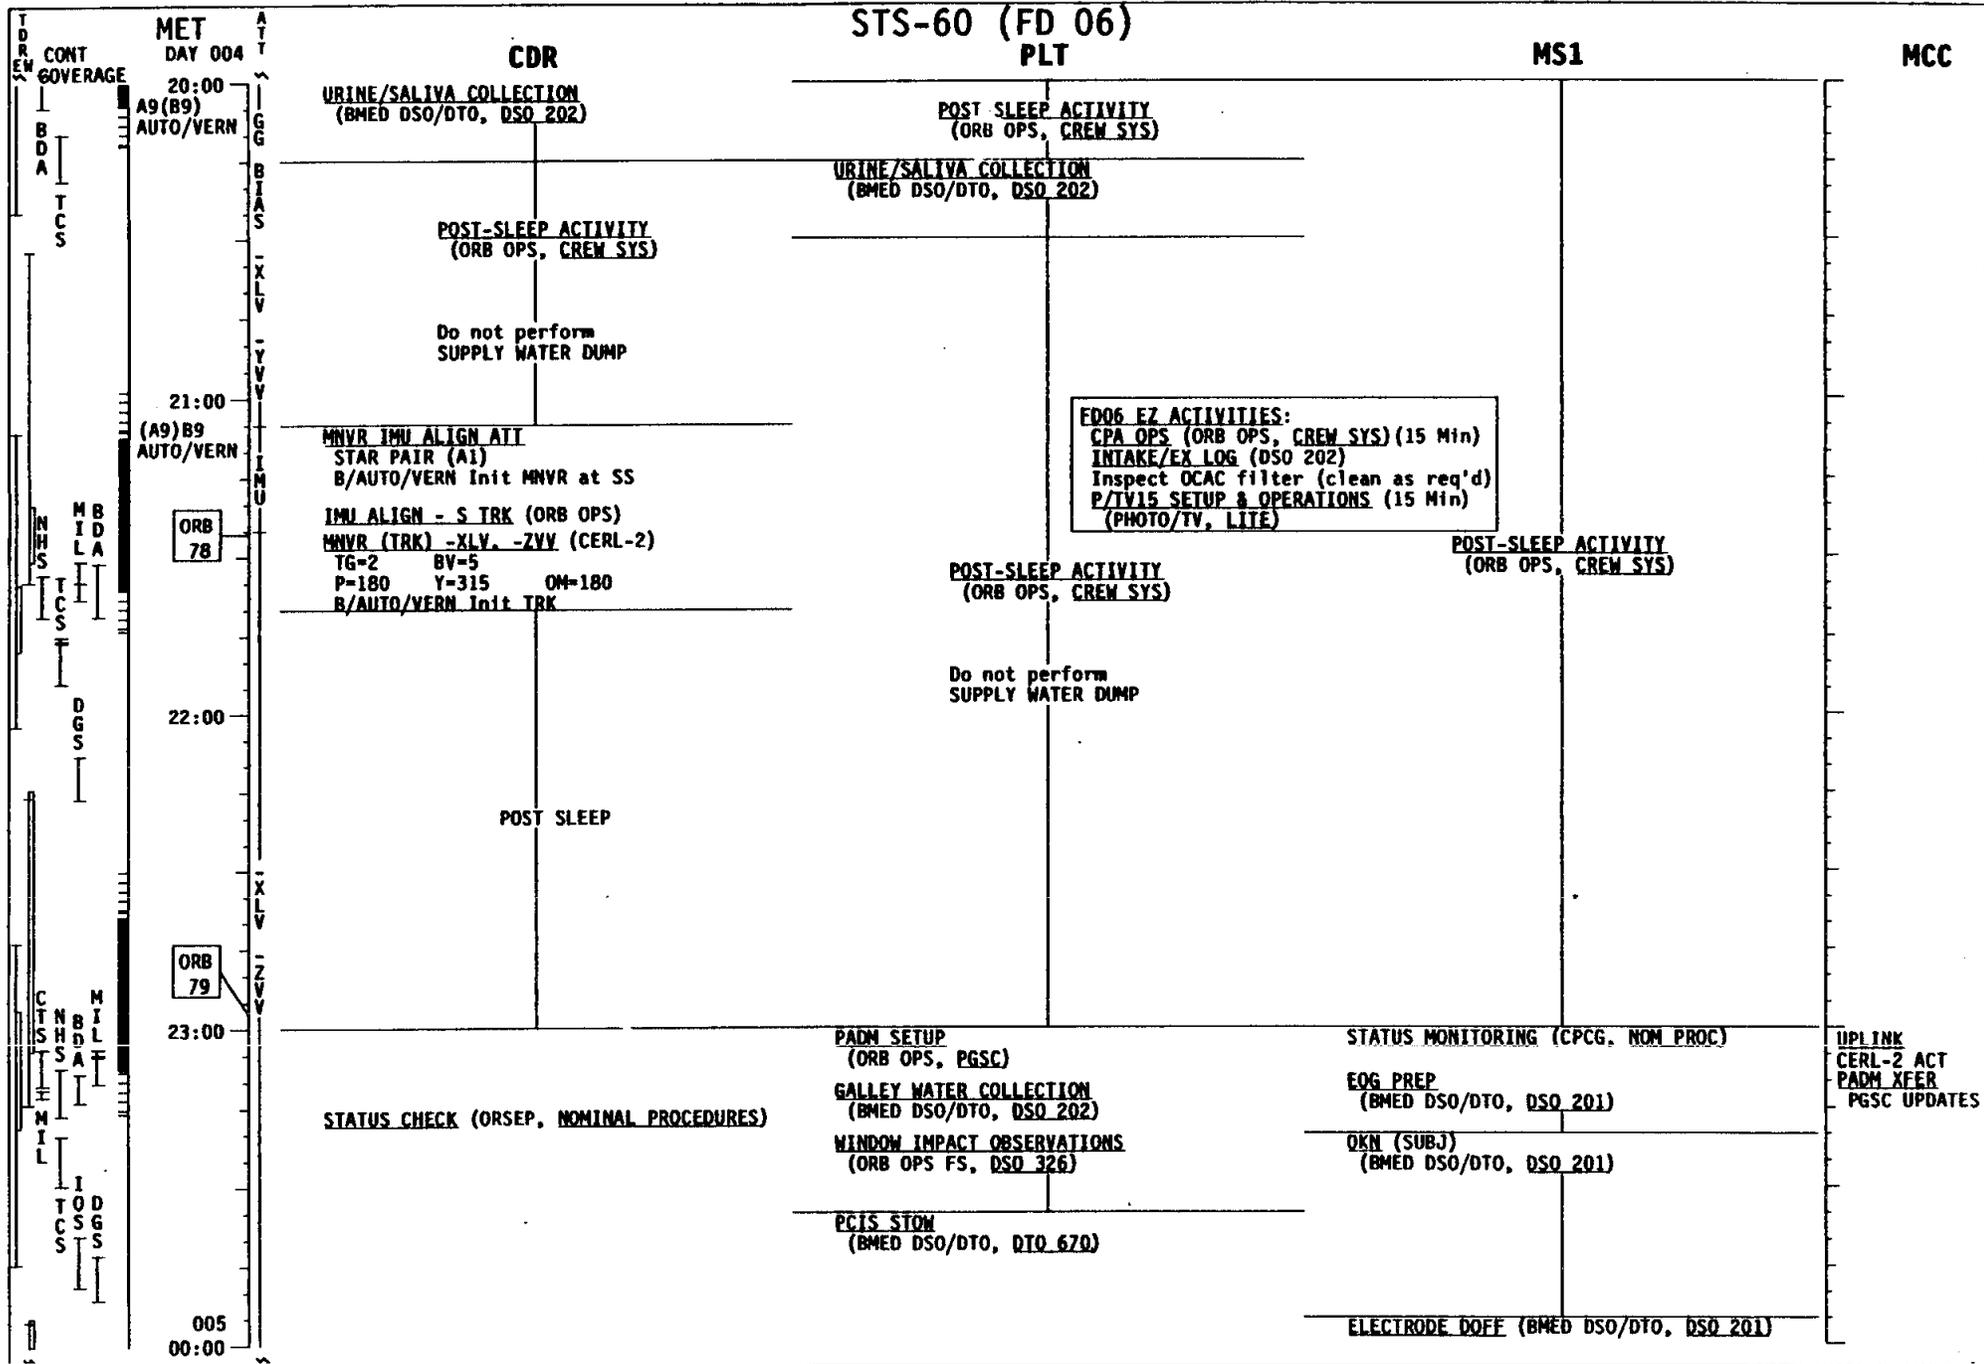 STS-60 (FD 06)
TDRS E W
CONT COVERAGE
MET
DAY 004
ATT
CDR
PLT
MS1
MCC
20:00
A9(B9)
AUTO/VERN
21:00
(A9)B9
AUTO/VERN
ORB
78
22:00
ORB
79
23:00
005
00:00
BDA
TCS
NHS
MIL
BDA
TCS
DGS
CTS
NHS
BDA
MIL
MIL
TCS
IOS
DGS
GG BIAS
-XLV
-YVV
IMU
-XLV
-ZVV
URINE/SALIVA COLLECTION
(BMED DSO/DTO, DSO 202)
POST-SLEEP ACTIVITY
(ORB OPS, CREW SYS)
Do not perform
SUPPLY WATER DUMP
MNVR IMU ALIGN ATT
STAR PAIR (A1)
B/AUTO/VERN Init MNVR at SS
IMU ALIGN - S TRK (ORB OPS)
MNVR (TRK) -XLV, -ZVV (CERL-2)
TG=2 BV=5
P=180 Y=315 OM=180
B/AUTO/VERN Init TRK
POST SLEEP
STATUS CHECK (ORSEP, NOMINAL PROCEDURES)
POST SLEEP ACTIVITY
(ORB OPS, CREW SYS)
URINE/SALIVA COLLECTION
(BMED DSO/DTO, DSO 202)
FD06 EZ ACTIVITIES:
CPA OPS (ORB OPS, CREW SYS)(15 Min)
INTAKE/EX LOG (DSO 202)
Inspect OCAC filter (clean as req'd)
P/TV15 SETUP & OPERATIONS (15 Min)
(PHOTO/TV, LITE)
POST-SLEEP ACTIVITY
(ORB OPS, CREW SYS)
Do not perform
SUPPLY WATER DUMP
PADM SETUP
(ORB OPS, PGSC)
GALLEY WATER COLLECTION
(BMED DSO/DTO, DSO 202)
WINDOW IMPACT OBSERVATIONS
(ORB OPS FS, DSO 326)
PCIS STOW
(BMED DSO/DTO, DTO 670)
POST-SLEEP ACTIVITY
(ORB OPS, CREW SYS)
STATUS MONITORING (CPCG, NOM PROC)
EOG PREP
(BMED DSO/DTO, DSO 201)
OKN (SUBJ)
(BMED DSO/DTO, DSO 201)
ELECTRODE DOFF (BMED DSO/DTO, DSO 201)
UPLINK
CERL-2 ACT
PADM XFER
PGSC UPDATES